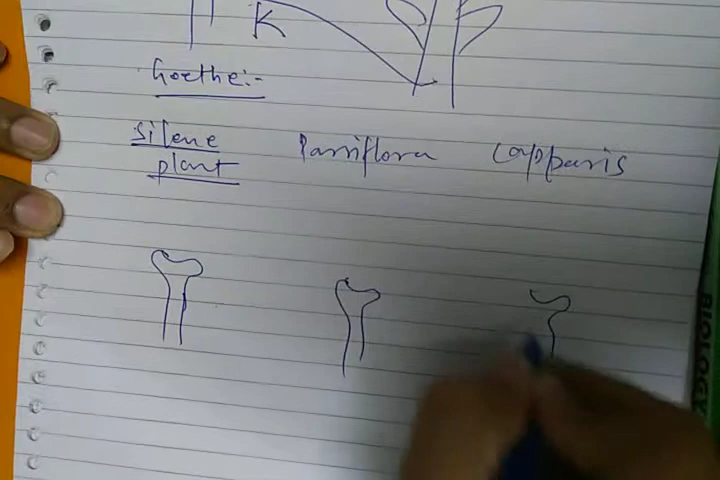 K
Goethe:-
Silene plant
Passiflora
Capparis
BIOLOGY